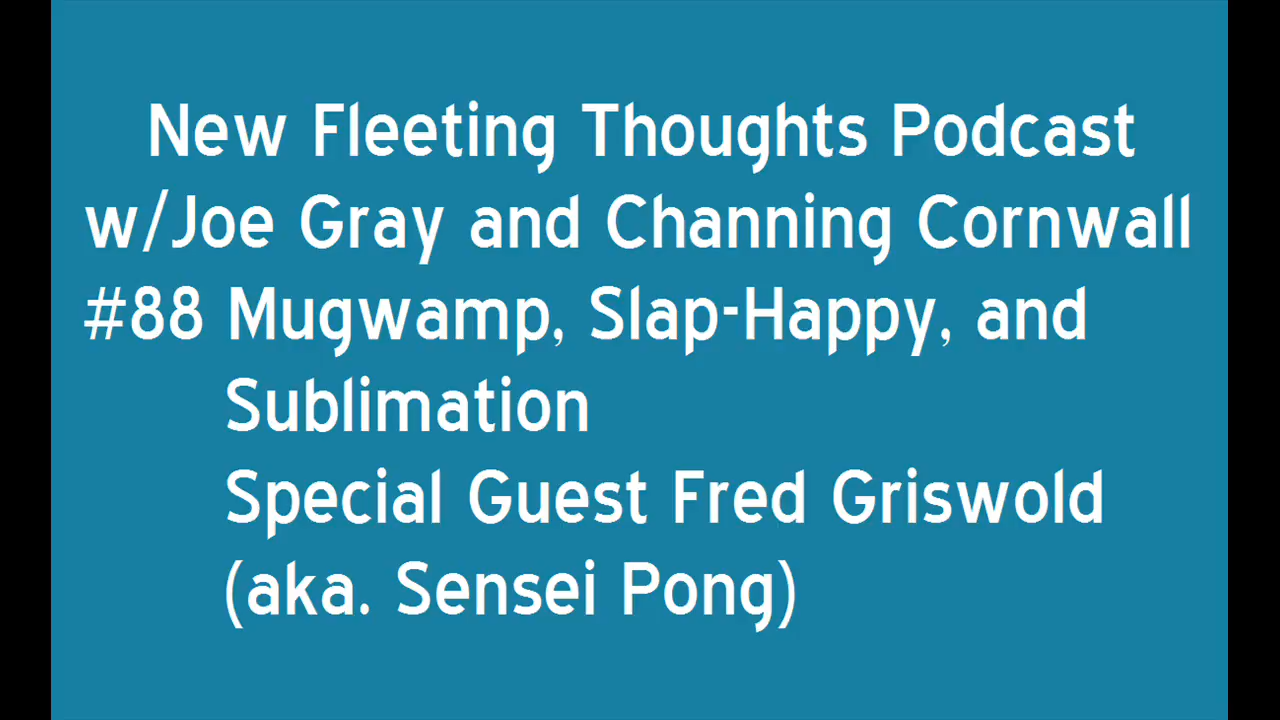 New Fleeting Thoughts Podcast
w/Joe Gray and Channing Cornwall
#88 Mugwamp, Slap-Happy, and
Sublimation
Special Guest Fred Griswold
(aka. Sensei Pong)